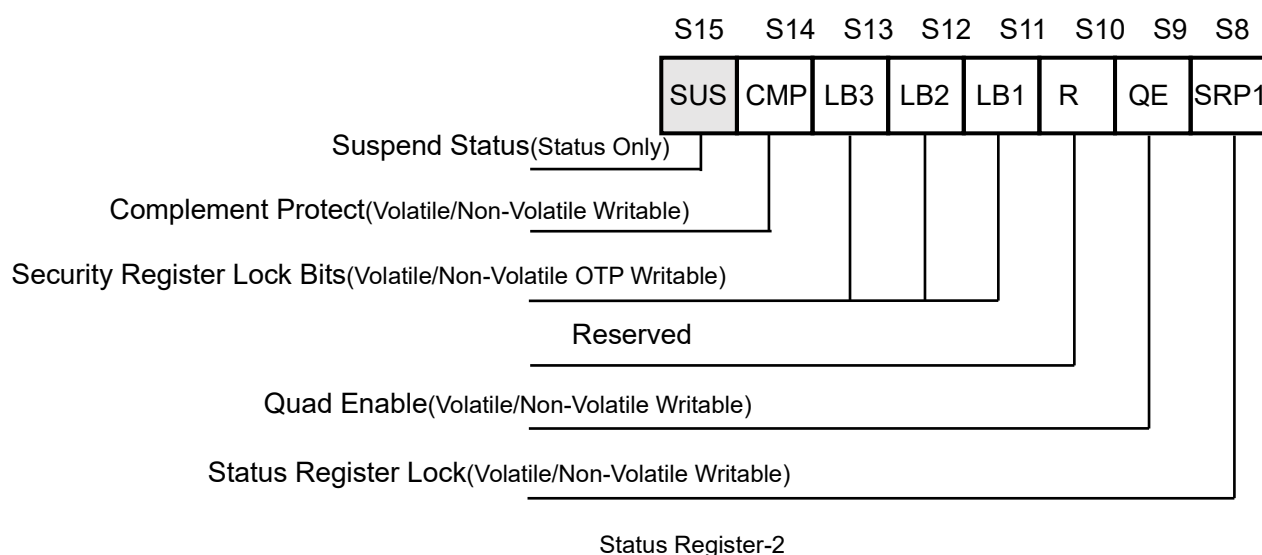 S15 S14 S13 S12 S11 S10 S9 S8
SUS CMP LB3 LB2 LB1 R QE SRP1
Suspend Status(Status Only)
Complement Protect(Volatile/Non-Volatile Writable)
Security Register Lock Bits(Volatile/Non-Volatile OTP Writable)
Reserved
Quad Enable(Volatile/Non-Volatile Writable)
Status Register Lock(Volatile/Non-Volatile Writable)
Status Register-2